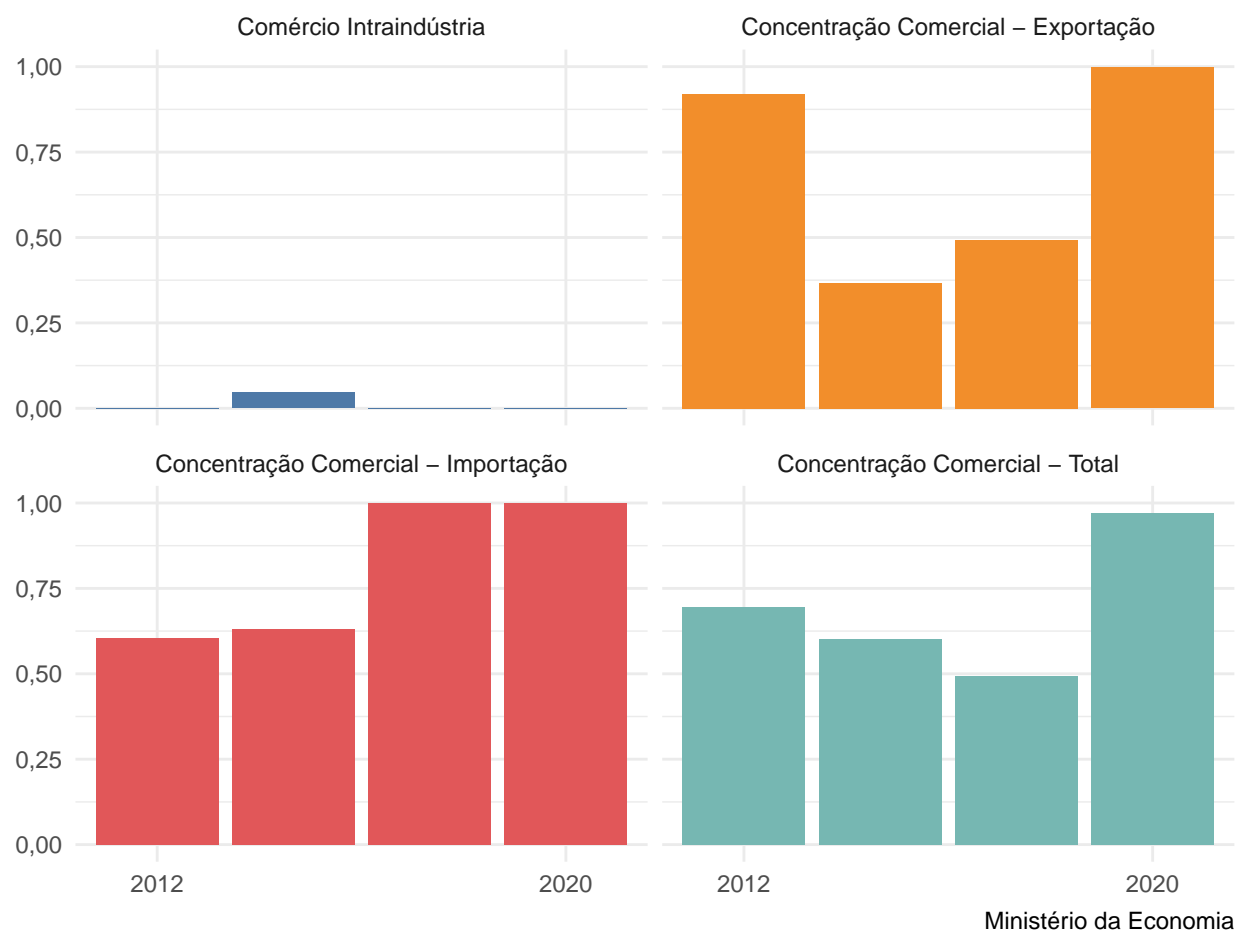 Comércio Intraindústria
Concentração Comercial – Exportação
1,00
0,75
0,50
0,25
0,00
Concentração Comercial – Importação
Concentração Comercial – Total
1,00
0,75
0,50
0,25
0,00
2012
2020
2012
2020
Ministério da Economia